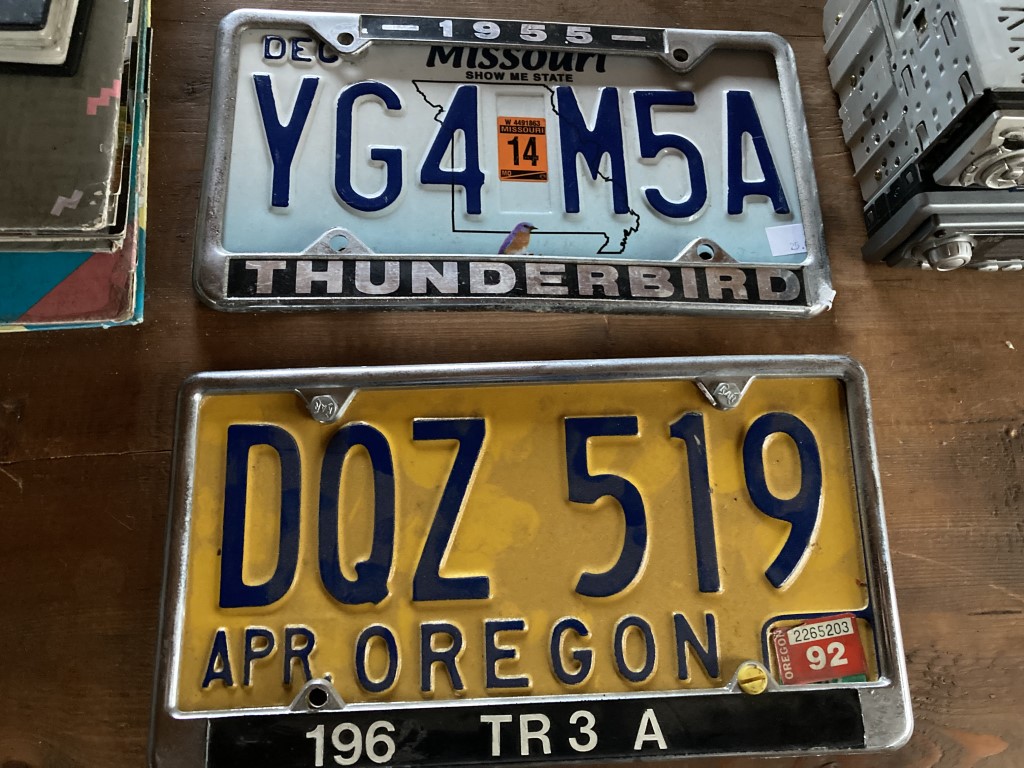 — 1955 —
DEC Missouri
SHOW ME STATE
YG4 M5A
W 4491863
MISSOURI
14
THUNDERBIRD
DQZ 519
APR. OREGON
OREGON
2265203
92
196 TR3 A